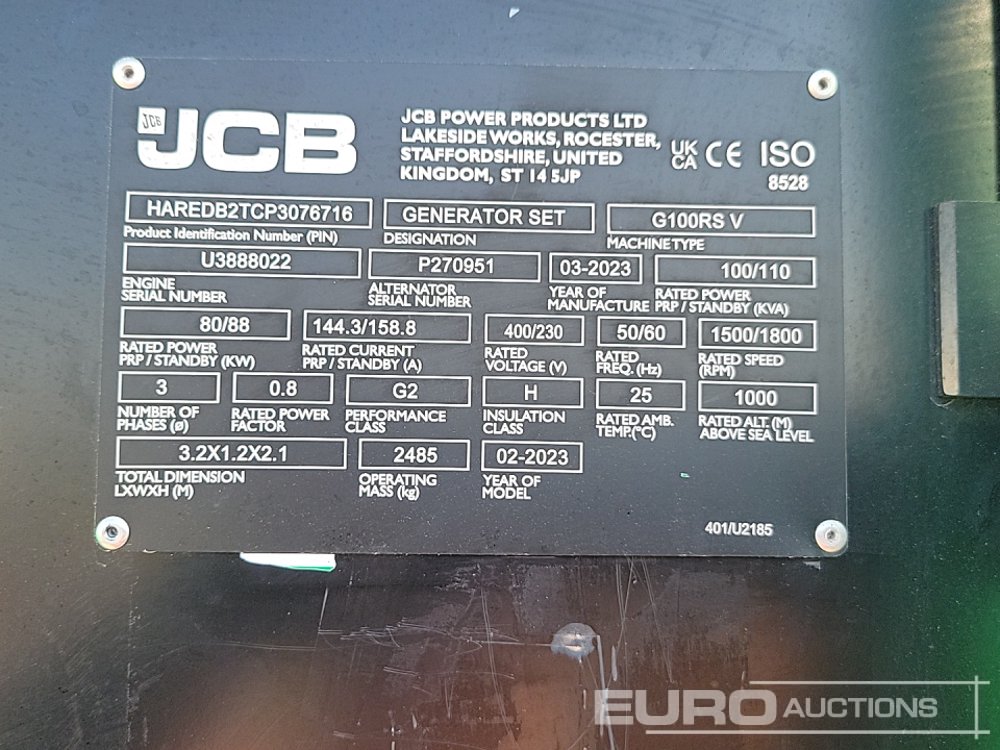 JCB
JCB
JCB POWER PRODUCTS LTD
LAKESIDE WORKS, ROCESTER,
STAFFORDSHIRE, UNITED
KINGDOM, ST 14 5JP
UK
CA CE ISO
8528
HAREDB2TCP3076716 GENERATOR SET G100RS V
Product Identification Number (PIN) DESIGNATION MACHINE TYPE
U3888022 P270951 03-2023 100/110
ENGINE ALTERNATOR YEAR OF RATED POWER
SERIAL NUMBER SERIAL NUMBER MANUFACTURE PRP / STANDBY (KVA)
80/88 144.3/158.8 400/230 50/60 1500/1800
RATED POWER RATED CURRENT RATED RATED RATED SPEED
PRP / STANDBY (KW) PRP / STANDBY (A) VOLTAGE (V) FREQ. (Hz) (RPM)
3 0.8 G2 H 25 1000
NUMBER OF RATED POWER PERFORMANCE INSULATION RATED AMB. RATED ALT. (M)
PHASES (ø) FACTOR CLASS CLASS TEMP.(°C) ABOVE SEA LEVEL
3.2X1.2X2.1 2485 02-2023
TOTAL DIMENSION OPERATING YEAR OF
LXWXH (M) MASS (kg) MODEL
401/U2185
EURO AUCTIONS